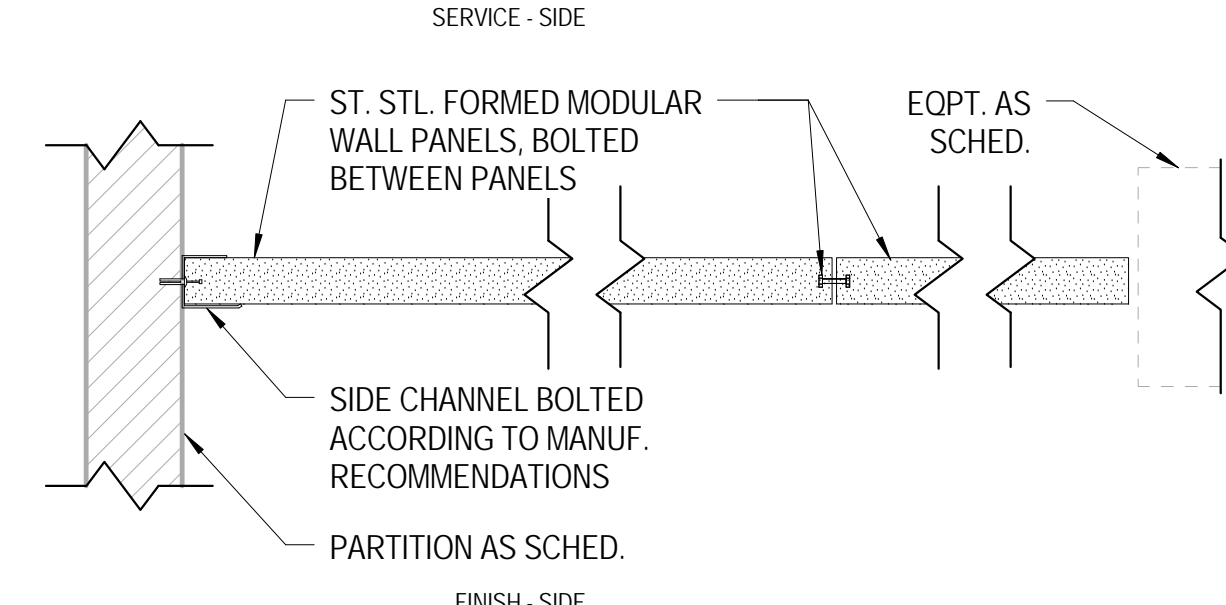 SERVICE - SIDE
ST. STL. FORMED MODULAR
WALL PANELS, BOLTED
BETWEEN PANELS
EQPT. AS
SCHED.
SIDE CHANNEL BOLTED
ACCORDING TO MANUF.
RECOMMENDATIONS
PARTITION AS SCHED.
FINISH - SIDE